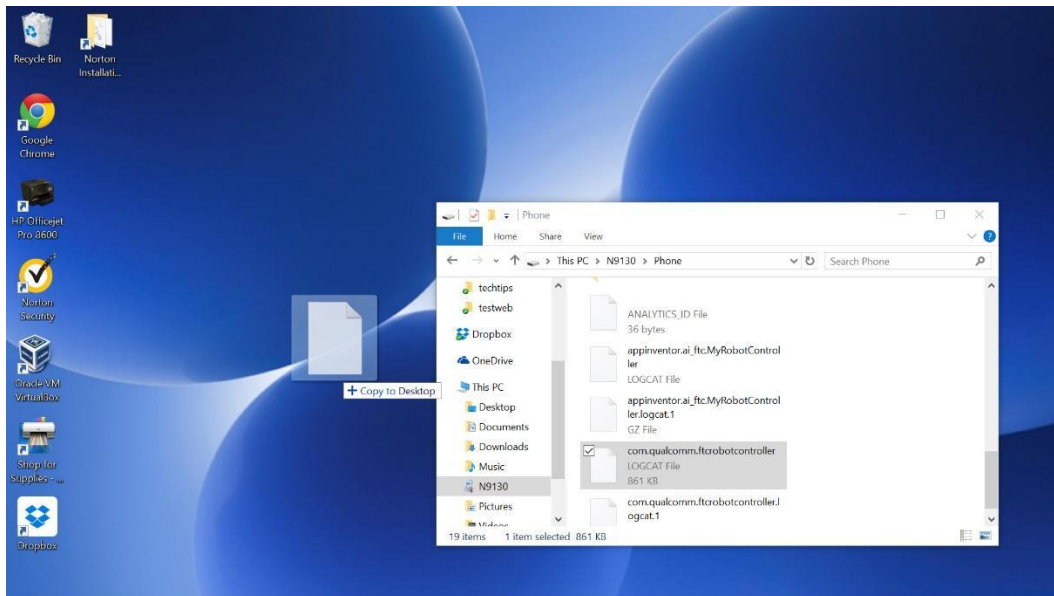 Recycle Bin
Norton
Installati...
Google
Chrome
HP Officejet
Pro 8600
Norton
Security
Oracle VM
VirtualBox
Shop for
Supplies - ...
Dropbox
Copy to Desktop
Phone
File Home Share View
This PC > N9130 > Phone
Search Phone
techtips
testweb
Dropbox
OneDrive
This PC
Desktop
Documents
Downloads
Music
N9130
Pictures
Videos
ANALYTICS_ID File
36 bytes
appinventor.ai_ftc.MyRobotControl
ler
LOGCAT File
appinventor.ai_ftc.MyRobotControl
ler.logcat.1
GZ File
com.qualcomm.ftcrobotcontroller
LOGCAT File
861 KB
com.qualcomm.ftcrobotcontroller.l
ogcat.1
19 items 1 item selected 861 KB